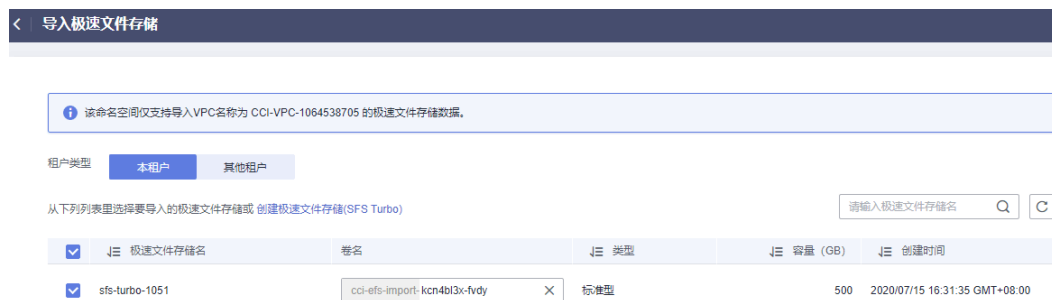 导入极速文件存储
该命名空间仅支持导入VPC名称为 CCI-VPC-1064538705 的极速文件存储数据。
租户类型 本租户 其他租户
从下列列表里选择要导入的极速文件存储或 创建极速文件存储(SFS Turbo) 请输入极速文件存储名
极速文件存储名 卷名 类型 容量（GB） 创建时间
sfs-turbo-1051 cci-efs-import-kcn4bl3x-fvdy 标准型 500 2020/07/15 16:31:35 GMT+08:00